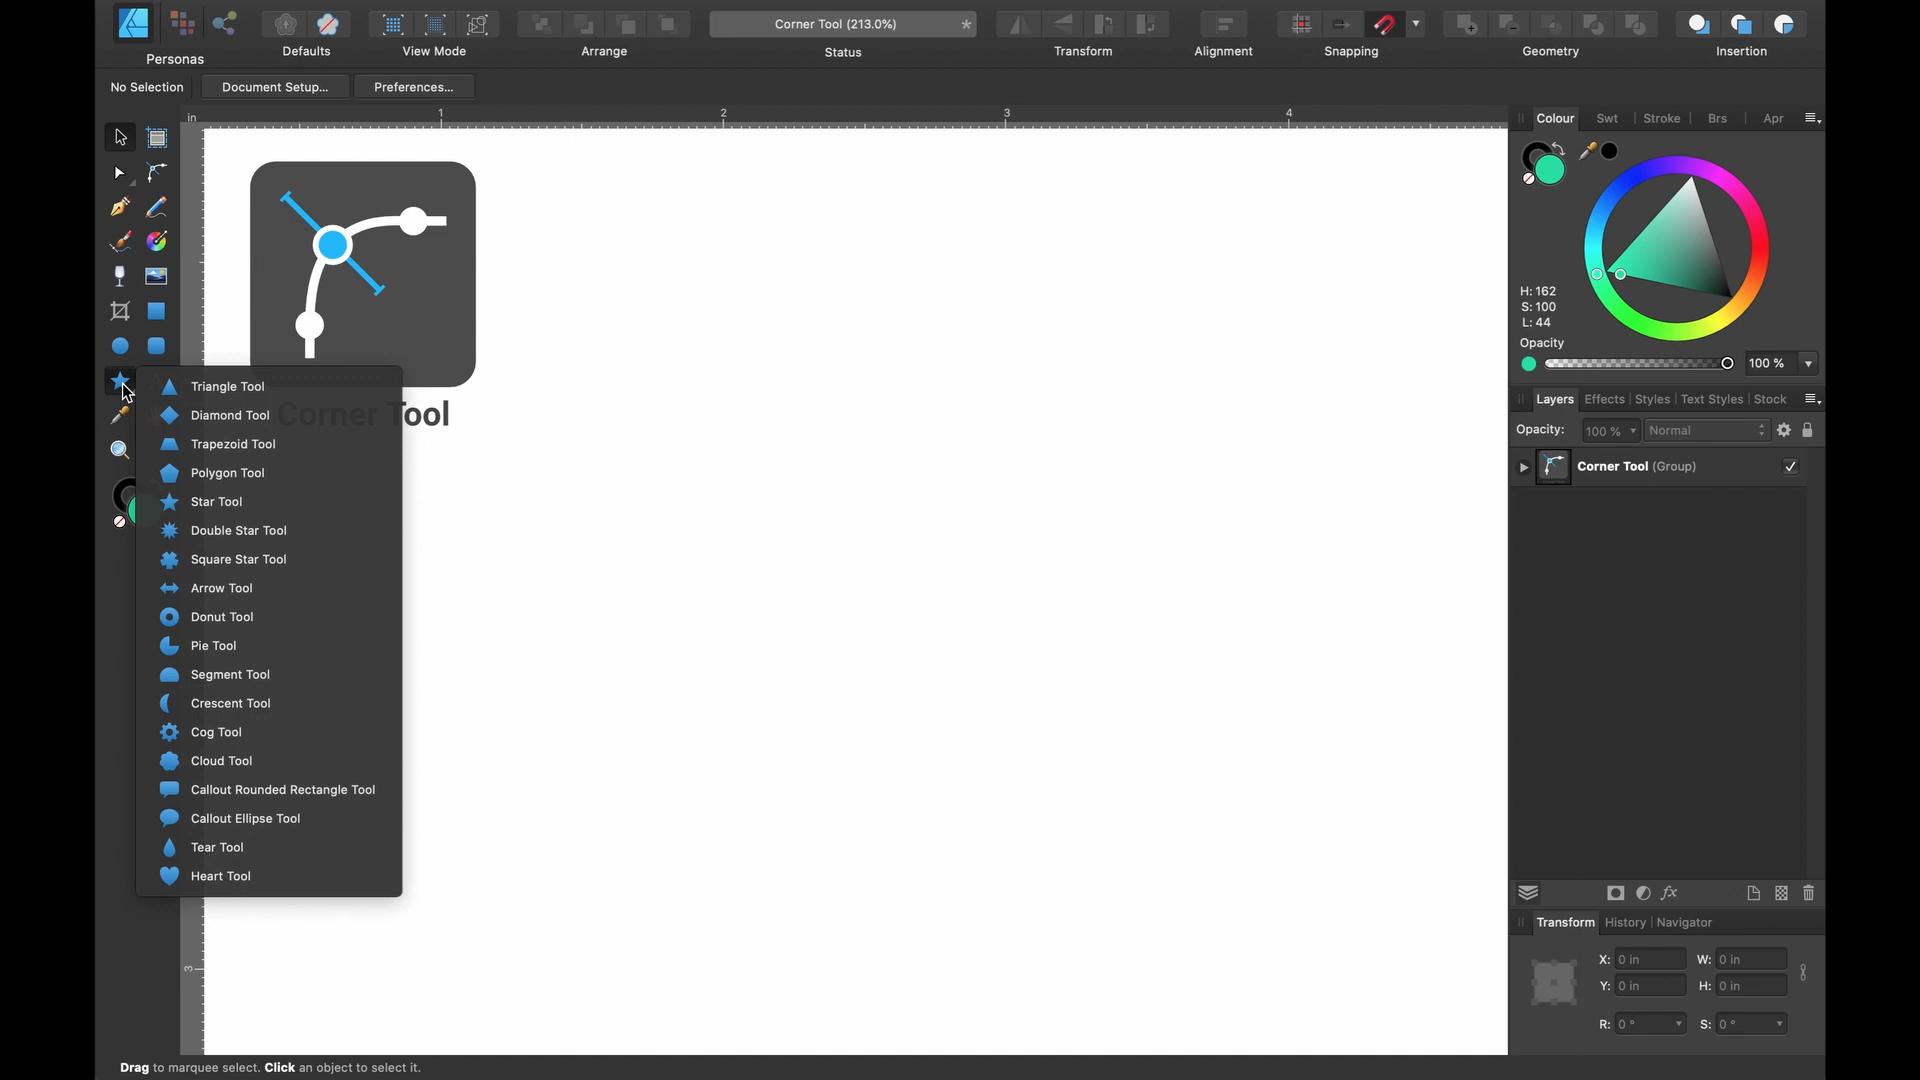 Corner Tool (213.0%) *
Personas Defaults View Mode Arrange Status Transform Alignment Snapping Geometry Insertion
No Selection Document Setup... Preferences...
in 1 2 3 4
Colour Swt Stroke Brs Apr
H: 162
S: 100
L: 44
Opacity
100 %
Triangle Tool
Diamond Tool
Trapezoid Tool
Polygon Tool
Star Tool
Double Star Tool
Square Star Tool
Arrow Tool
Donut Tool
Pie Tool
Segment Tool
Crescent Tool
Cog Tool
Cloud Tool
Callout Rounded Rectangle Tool
Callout Ellipse Tool
Tear Tool
Heart Tool
Corner Tool
3
Layers Effects Styles Text Styles Stock
Opacity: 100 % Normal
Corner Tool (Group)
fx
Transform History Navigator
X: 0 in W: 0 in
Y: 0 in H: 0 in
R: 0 ° S: 0 °
Drag to marquee select. Click an object to select it.